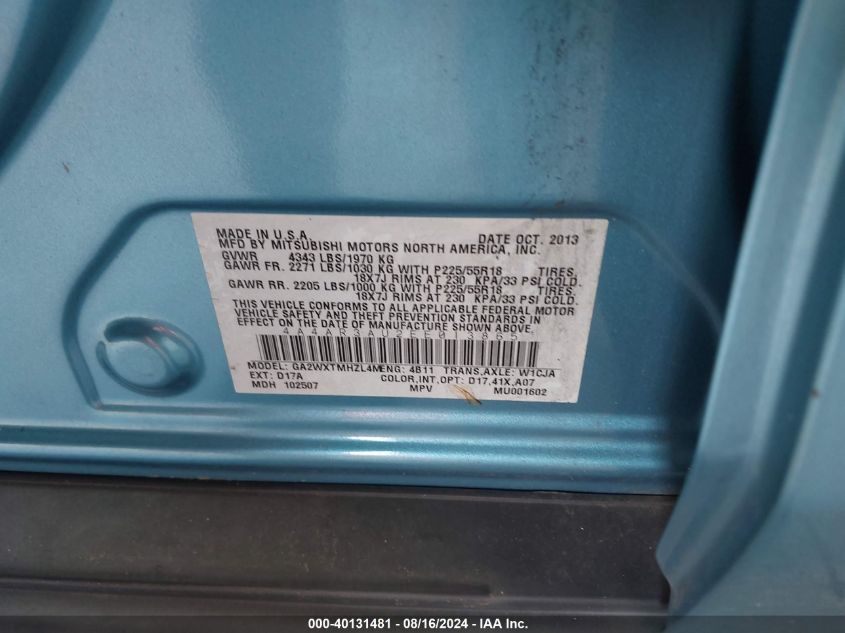 MADE IN U.S.A. DATE OCT. 2013
MFD BY MITSUBISHI MOTORS NORTH AMERICA, INC.
GVWR 4343 LBS/1970 KG
GAWR FR. 2271 LBS/1030 KG WITH P225/55R18 TIRES,
18X7J RIMS AT 230 KPA/33 PSI COLD.
GAWR RR. 2205 LBS/1000 KG WITH P225/55R18 TIRES,
18X7J RIMS AT 230 KPA/33 PSI COLD.
THIS VEHICLE CONFORMS TO ALL APPLICABLE FEDERAL MOTOR
VEHICLE SAFETY AND THEFT PREVENTION STANDARDS IN
EFFECT ON THE DATE OF MANUFACTURE SHOWN ABOVE.
4A4AR3AU2EE013865
MODEL: GA2WXTMHZL4M ENG: 4B11 TRANS,AXLE: W1CJA
EXT: D17A COLOR,INT,OPT: D17,41X,A07
MDH 102507 MPV MU001602
000-40131481 - 08/16/2024 - © IAA Holdings, LLC.